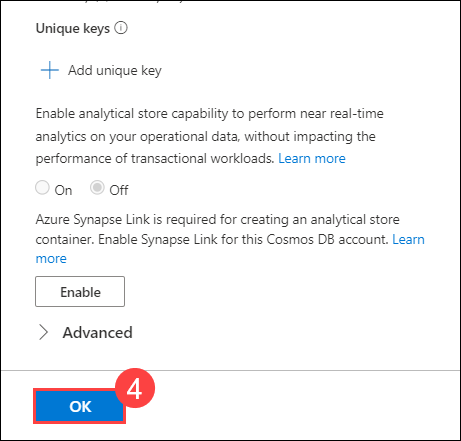 Unique keys
Add unique key
Enable analytical store capability to perform near real-time
analytics on your operational data, without impacting the
performance of transactional workloads. Learn more
On Off
Azure Synapse Link is required for creating an analytical store
container. Enable Synapse Link for this Cosmos DB account. Learn
more
Enable
Advanced
OK 4